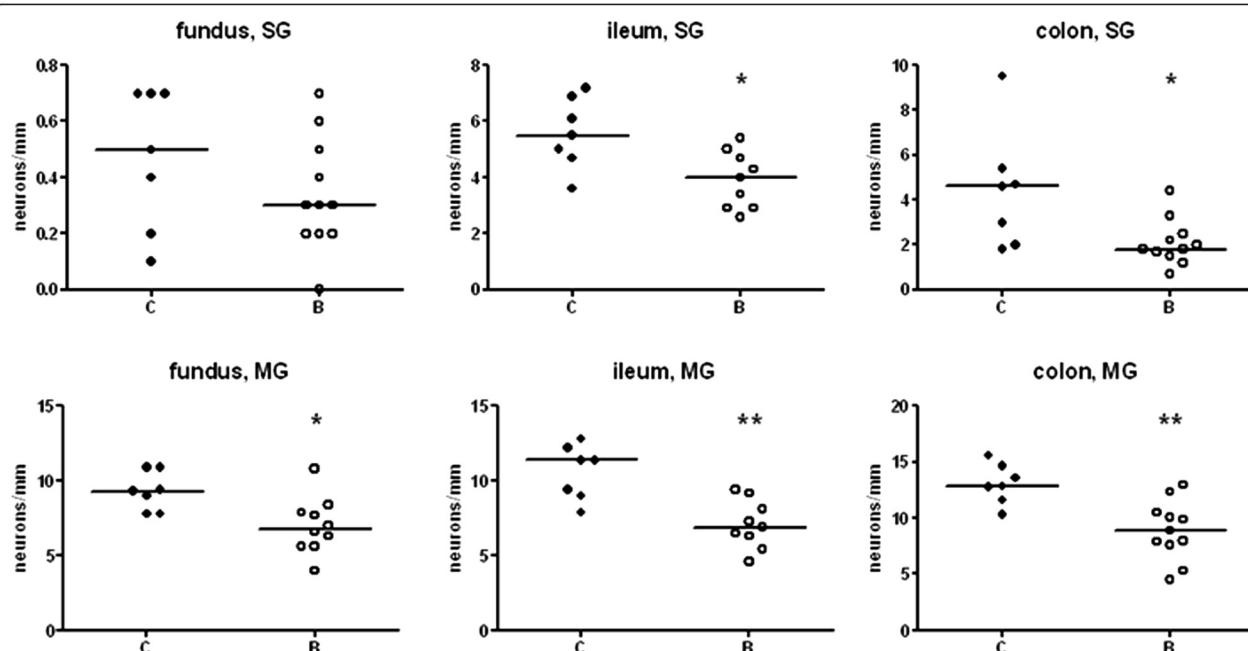 fundus, SG
ileum, SG
colon, SG
neurons/mm
0.8
0.6
0.4
0.2
0.0
C
B
neurons/mm
8
6
4
2
0
*
C
B
neurons/mm
10
8
6
4
2
0
*
C
B
fundus, MG
ileum, MG
colon, MG
neurons/mm
15
10
5
0
*
C
B
neurons/mm
15
10
5
0
**
C
B
neurons/mm
20
15
10
5
0
**
C
B